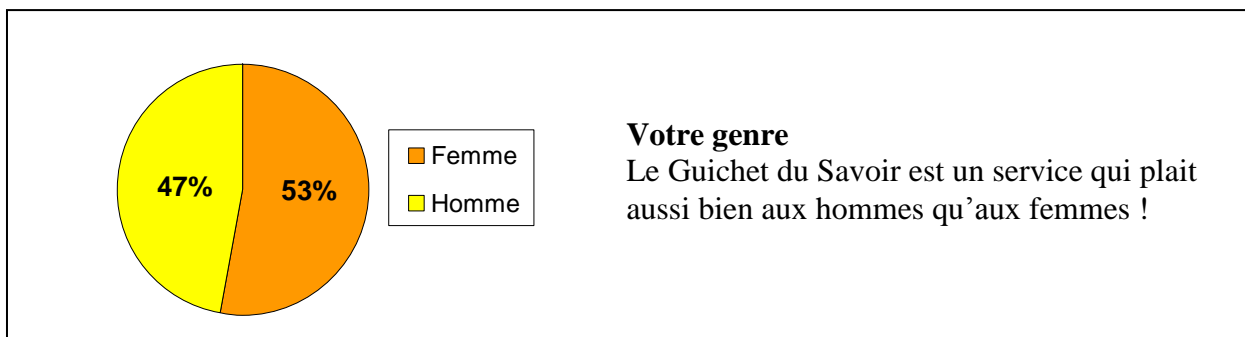 47%
53%
Femme
Homme
Votre genre
Le Guichet du Savoir est un service qui plait
aussi bien aux hommes qu’aux femmes !